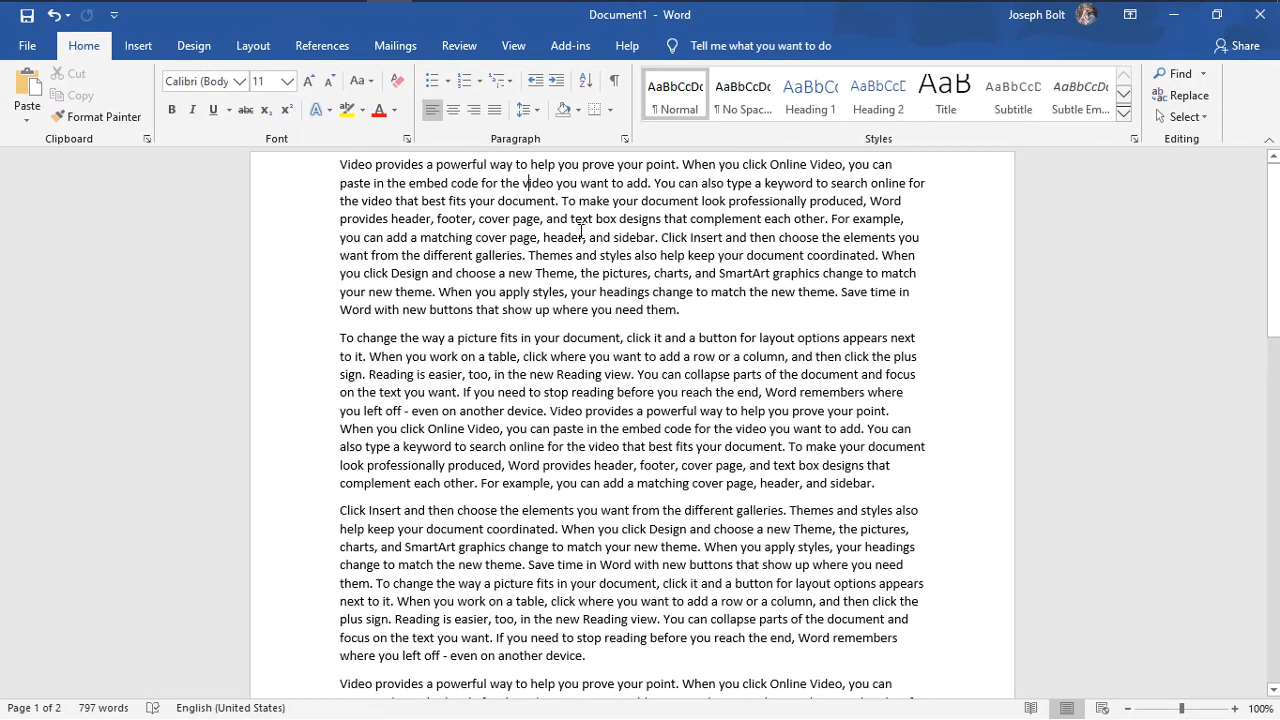 Document1 - Word
Joseph Bolt
File Home Insert Design Layout References Mailings Review View Add-ins Help Tell me what you want to do Share
Paste
Cut
Copy
Format Painter
Clipboard
Calibri (Body 11
Font
Paragraph
AaBbCcDc AaBbCcDc AaBbCc AaBbCcD AaB AaBbCcD AaBbCcDc
¶ Normal ¶ No Spac... Heading 1 Heading 2 Title Subtitle Subtle Em...
Styles
Find
Replace
Select
Editing
Video provides a powerful way to help you prove your point. When you click Online Video, you can
paste in the embed code for the video you want to add. You can also type a keyword to search online for
the video that best fits your document. To make your document look professionally produced, Word
provides header, footer, cover page, and text box designs that complement each other. For example,
you can add a matching cover page, header, and sidebar. Click Insert and then choose the elements you
want from the different galleries. Themes and styles also help keep your document coordinated. When
you click Design and choose a new Theme, the pictures, charts, and SmartArt graphics change to match
your new theme. When you apply styles, your headings change to match the new theme. Save time in
Word with new buttons that show up where you need them.
To change the way a picture fits in your document, click it and a button for layout options appears next
to it. When you work on a table, click where you want to add a row or a column, and then click the plus
sign. Reading is easier, too, in the new Reading view. You can collapse parts of the document and focus
on the text you want. If you need to stop reading before you reach the end, Word remembers where
you left off - even on another device. Video provides a powerful way to help you prove your point.
When you click Online Video, you can paste in the embed code for the video you want to add. You can
also type a keyword to search online for the video that best fits your document. To make your document
look professionally produced, Word provides header, footer, cover page, and text box designs that
complement each other. For example, you can add a matching cover page, header, and sidebar.
Click Insert and then choose the elements you want from the different galleries. Themes and styles also
help keep your document coordinated. When you click Design and choose a new Theme, the pictures,
charts, and SmartArt graphics change to match your new theme. When you apply styles, your headings
change to match the new theme. Save time in Word with new buttons that show up where you need
them. To change the way a picture fits in your document, click it and a button for layout options appears
next to it. When you work on a table, click where you want to add a row or a column, and then click the
plus sign. Reading is easier, too, in the new Reading view. You can collapse parts of the document and
focus on the text you want. If you need to stop reading before you reach the end, Word remembers
where you left off - even on another device.
Video provides a powerful way to help you prove your point. When you click Online Video, you can
Page 1 of 2 797 words English (United States) 100%